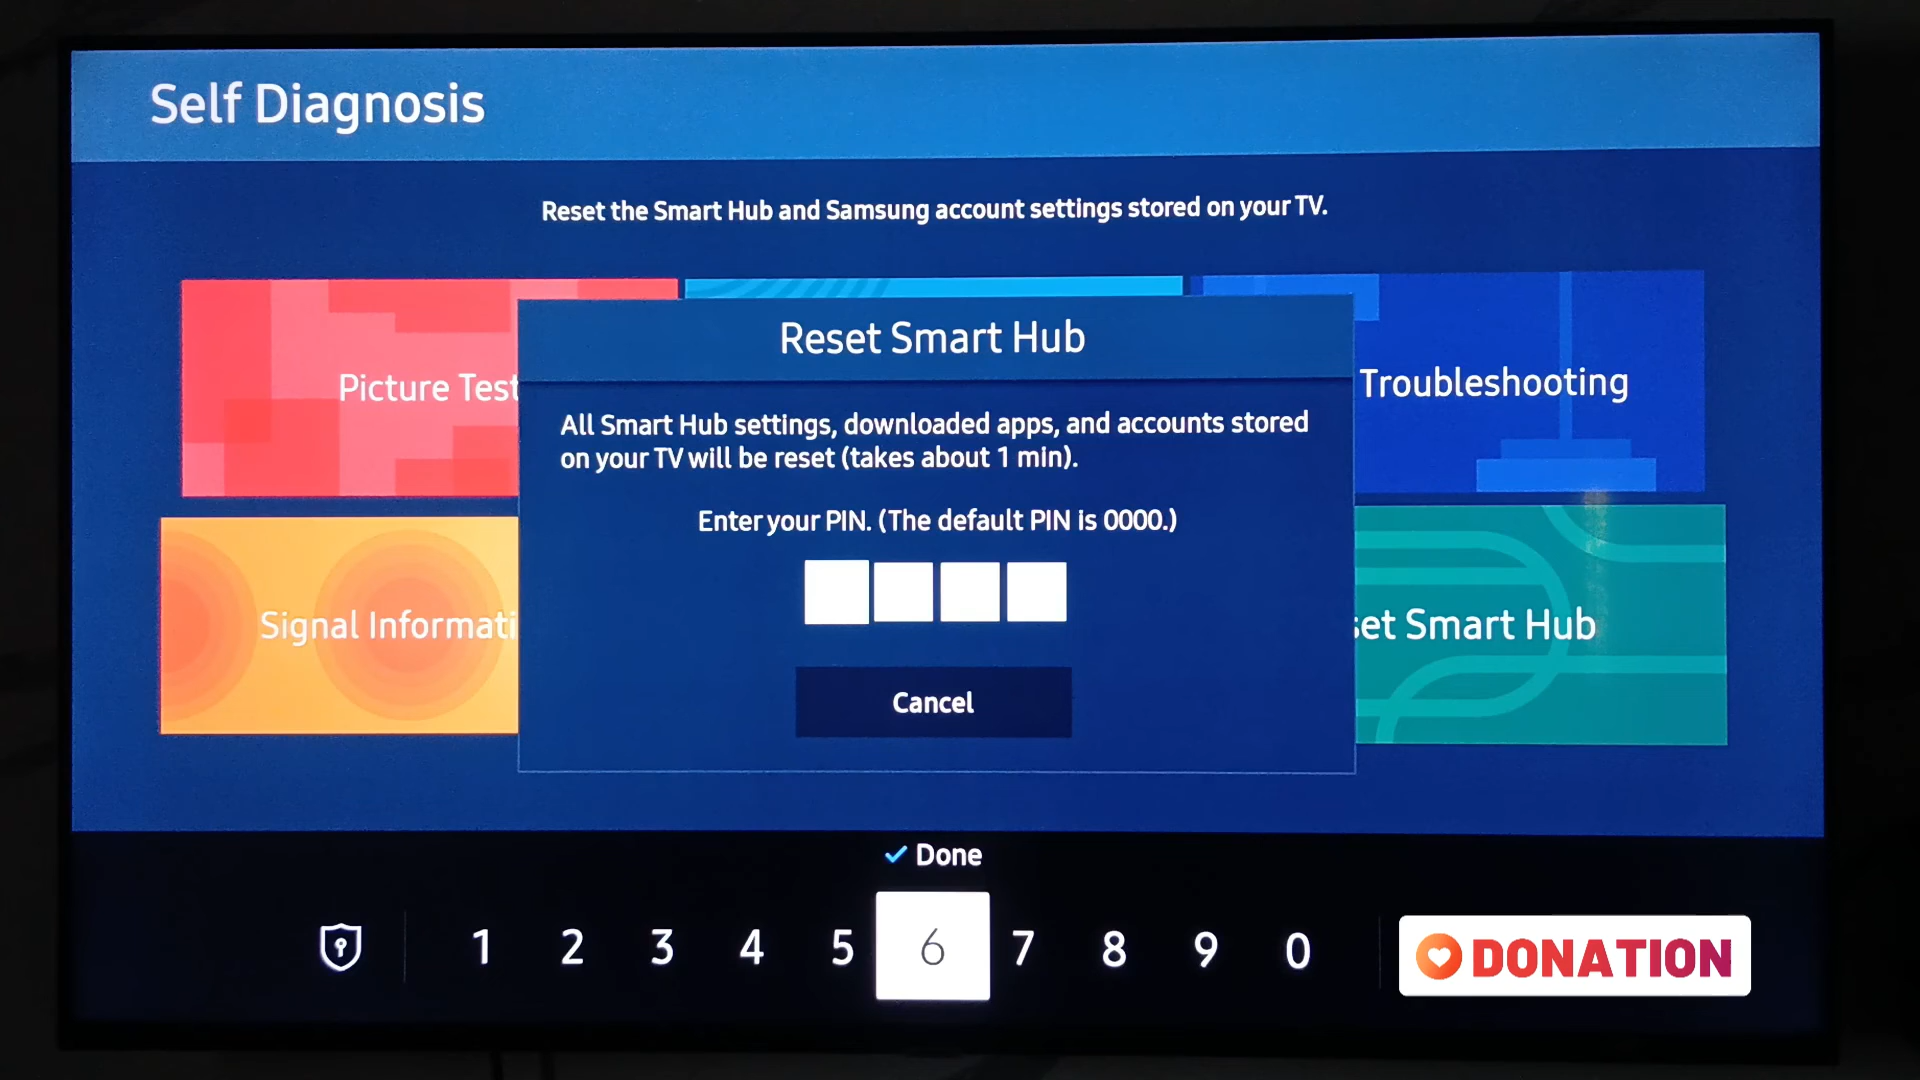 Self Diagnosis
Reset the Smart Hub and Samsung account settings stored on your TV.
Picture Test
Troubleshooting
Reset Smart Hub
All Smart Hub settings, downloaded apps, and accounts stored
on your TV will be reset (takes about 1 min).
Enter your PIN. (The default PIN is 0000.)
Cancel
Signal Informati
set Smart Hub
Done
1 2 3 4 5 6 7 8 9 0
DONATION